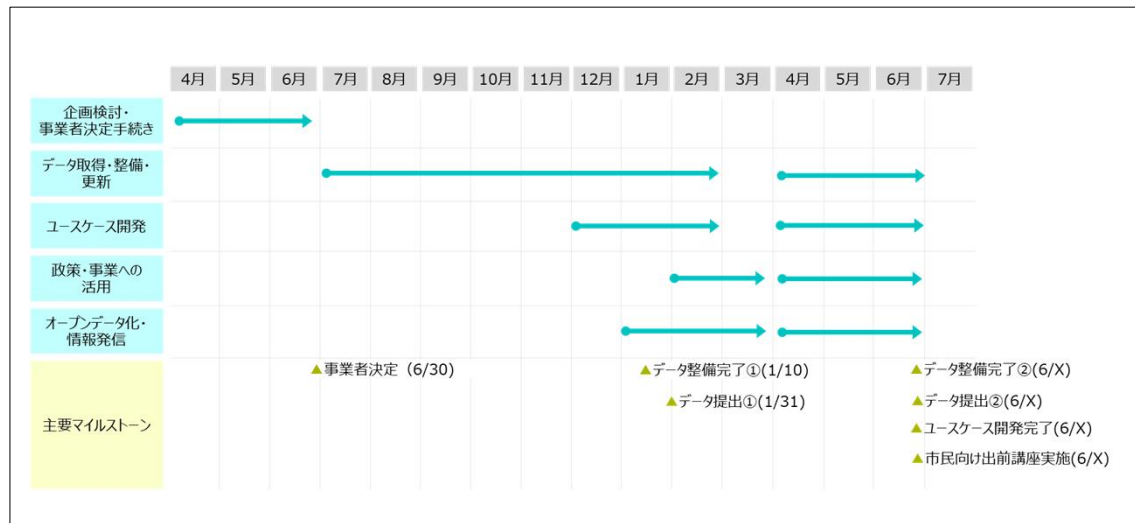 4月 5月 6月 7月 8月 9月 10月 11月 12月 1月 2月 3月 4月 5月 6月 7月
企画検討・
事業者決定手続き
データ取得・整備・
更新
ユースケース開発
政策・事業への
活用
オープンデータ化・
情報発信
主要マイルストーン
▲事業者決定（6/30）
▲データ整備完了①(1/10)
▲データ提出①(1/31)
▲データ整備完了②(6/X)
▲データ提出②(6/X)
▲ユースケース開発完了(6/X)
▲市民向け出前講座実施(6/X)